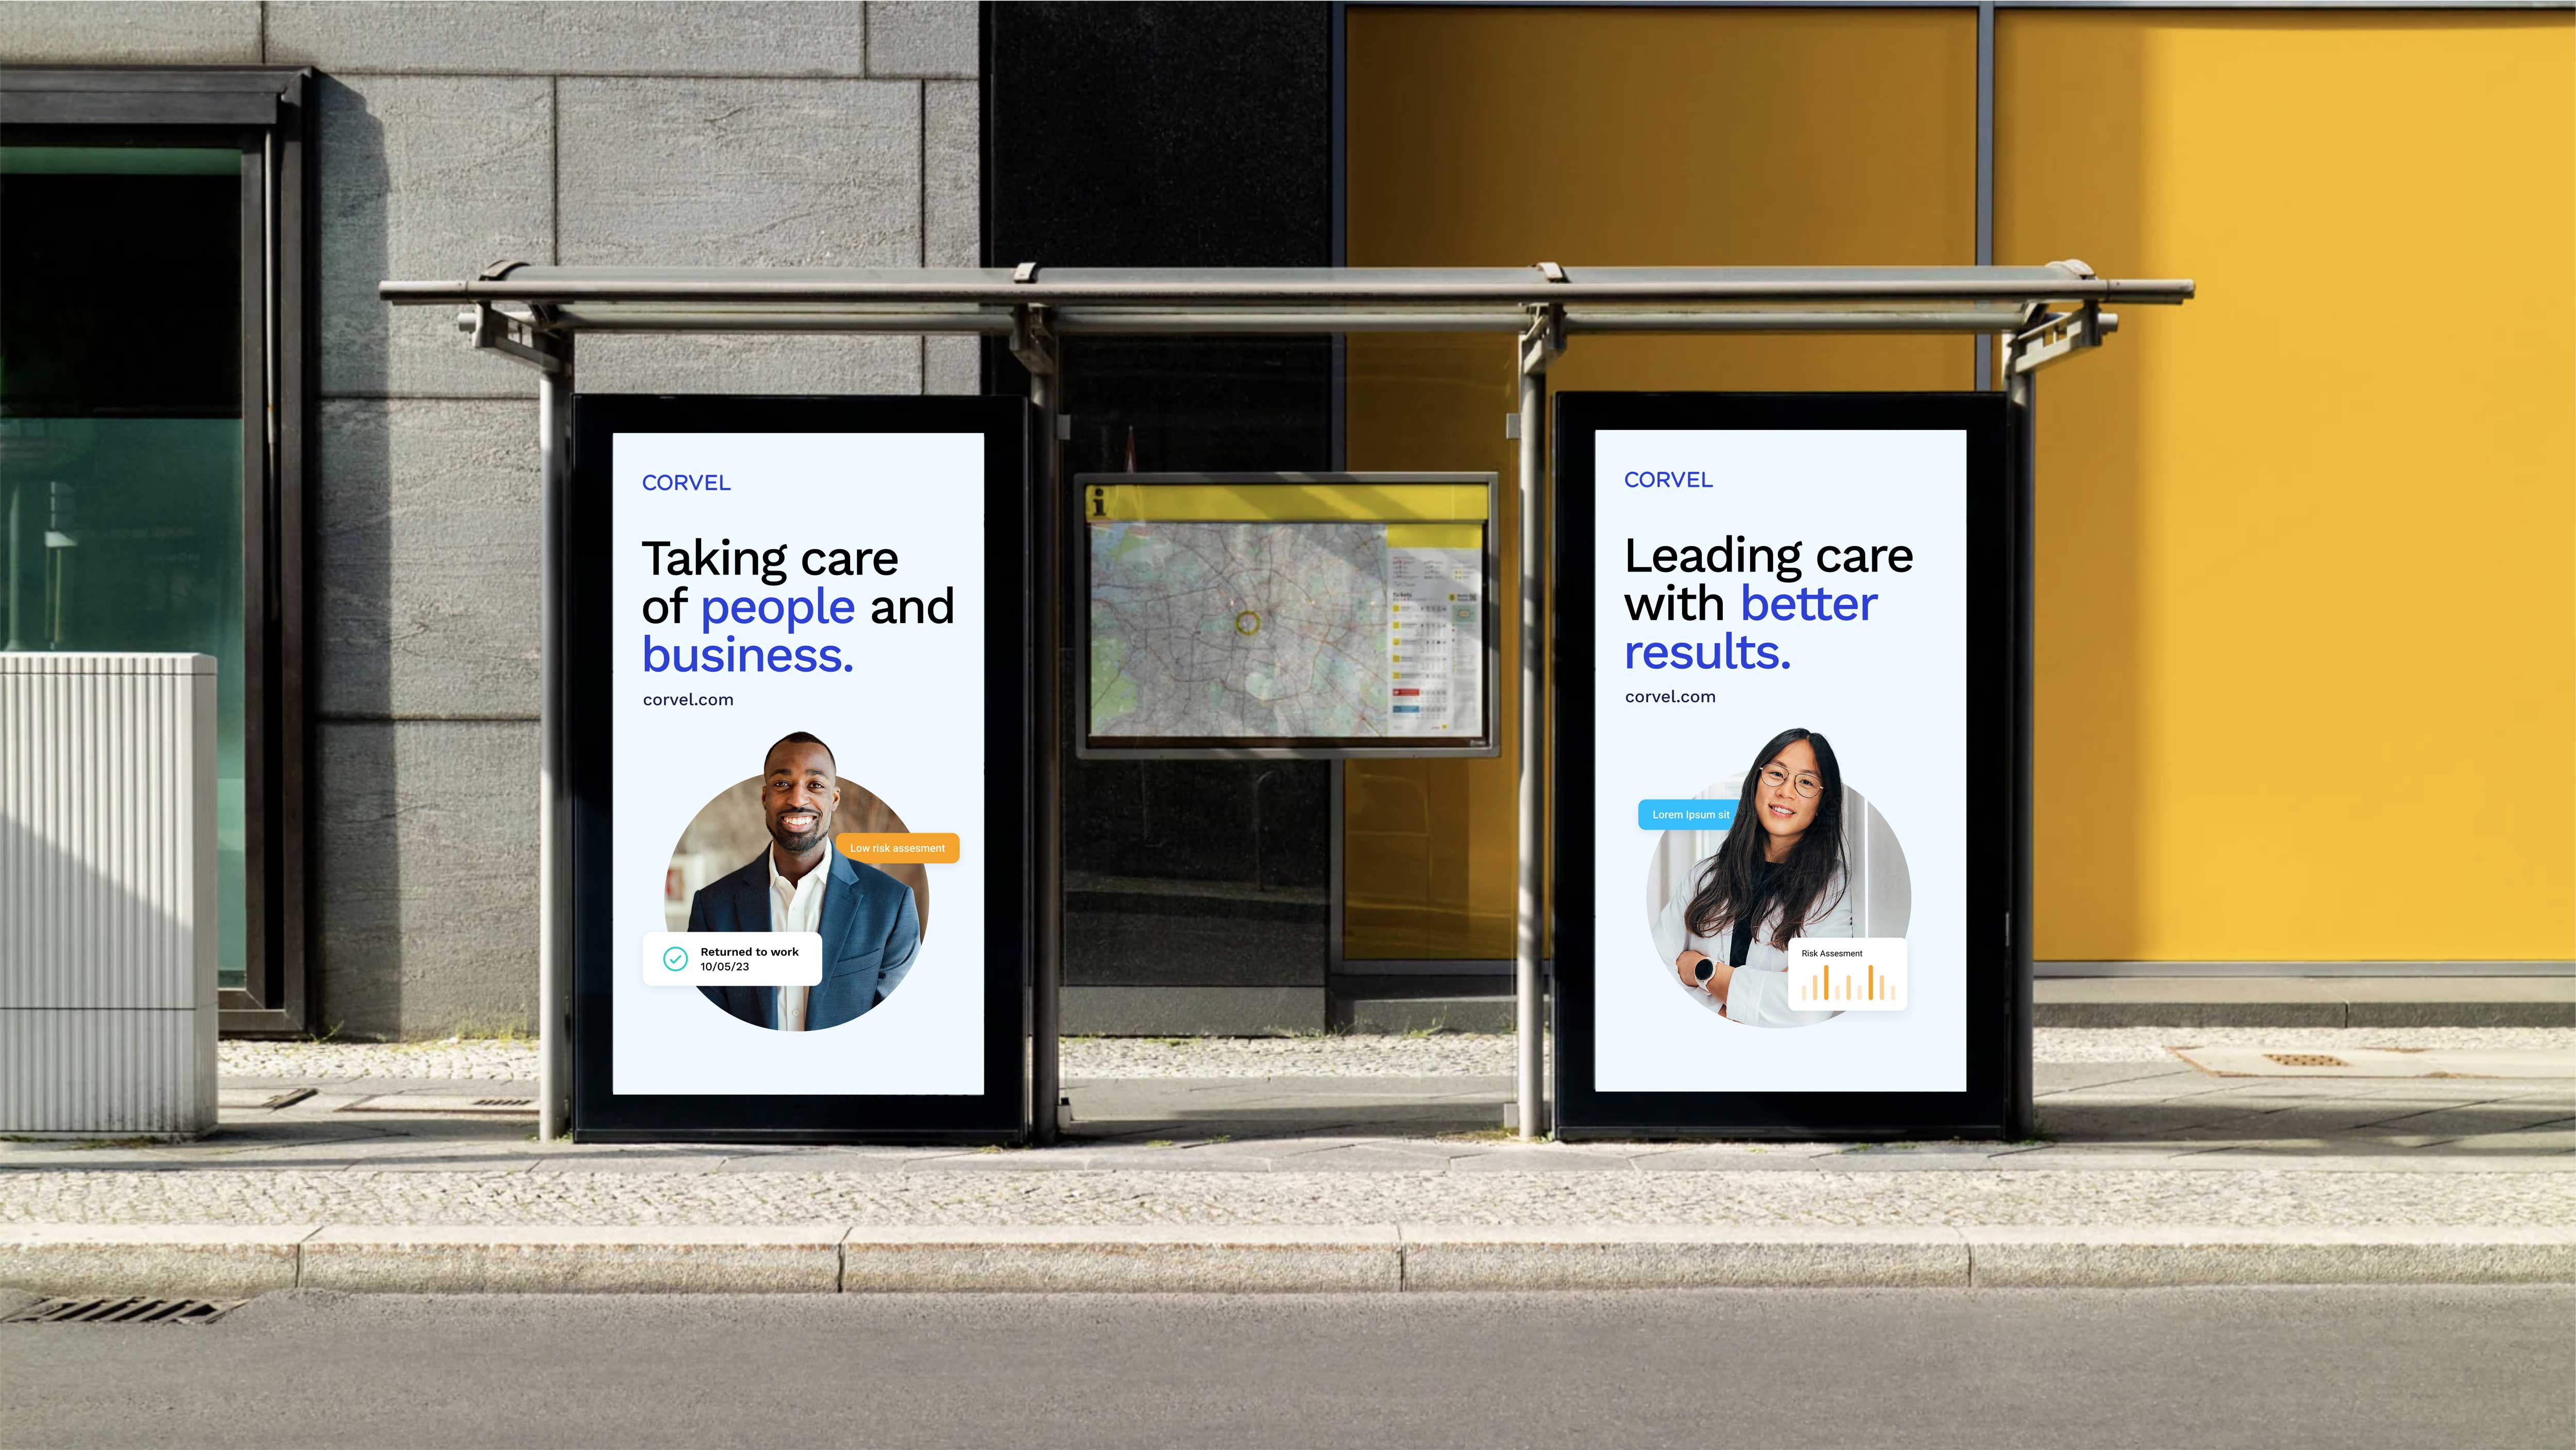 CORVEL
Taking care
of people and
business.
corvel.com
Low risk assesment
Returned to work
10/05/23
i
Tickets
CORVEL
Leading care
with better
results.
corvel.com
Lorem Ipsum sit
Risk Assesment